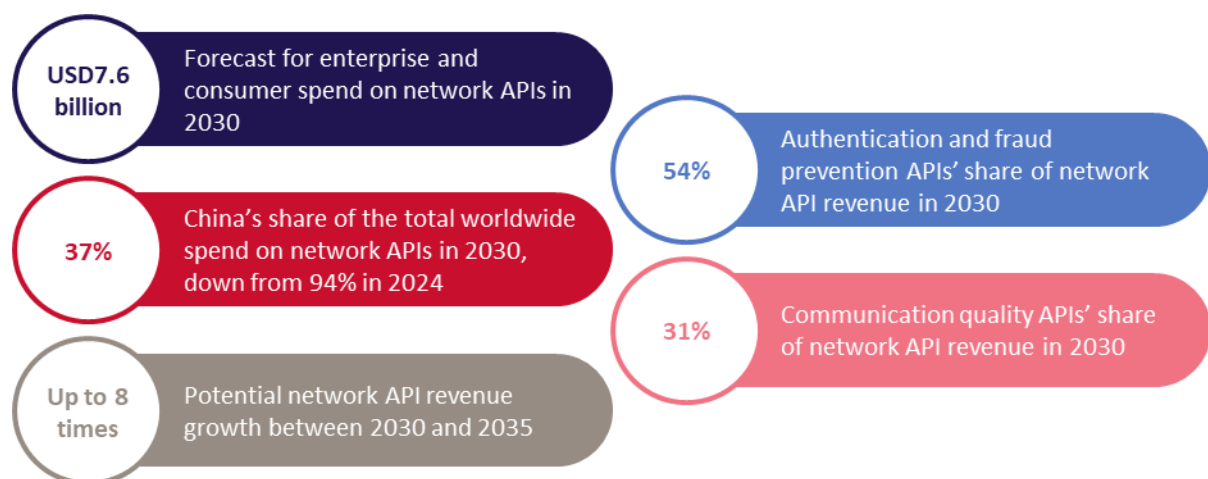 USD7.6
billion
Forecast for enterprise and
consumer spend on network APIs in
2030
37%
China’s share of the total worldwide
spend on network APIs in 2030,
down from 94% in 2024
Up to 8
times
Potential network API revenue
growth between 2030 and 2035
54%
Authentication and fraud
prevention APIs’ share of network
API revenue in 2030
31%
Communication quality APIs’ share
of network API revenue in 2030